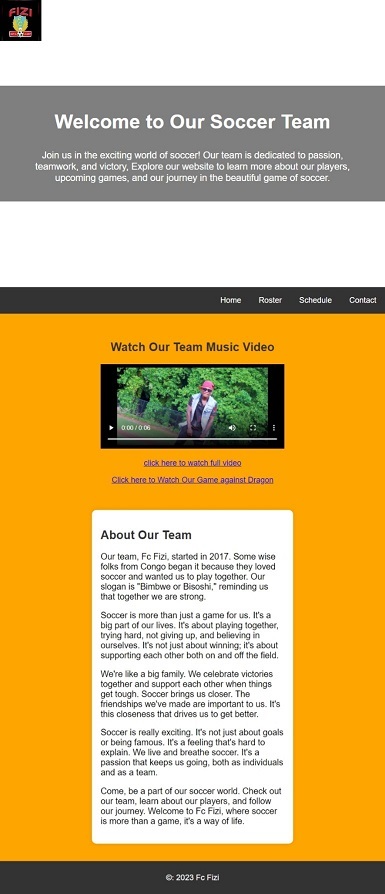 FIZI
Welcome to Our Soccer Team
Join us in the exciting world of soccer! Our team is dedicated to passion,
teamwork, and victory, Explore our website to learn more about our players,
upcoming games, and our journey in the beautiful game of soccer.
Home Roster Schedule Contact
Watch Our Team Music Video
0:00 / 0:06
click here to watch full video
Click here to Watch Our Game against Dragon
About Our Team
Our team, Fc Fizi, started in 2017. Some wise
folks from Congo began it because they loved
soccer and wanted us to play together. Our
slogan is "Bimbwe or Bisoshi," reminding us
that together we are strong.
Soccer is more than just a game for us. It's a
big part of our lives. It's about playing together,
trying hard, not giving up, and believing in
ourselves. It's not just about winning; it's about
supporting each other both on and off the field.
We're like a big family. We celebrate victories
together and support each other when things
get tough. Soccer brings us closer. The
friendships we've made are important to us. It's
this closeness that drives us to get better.
Soccer is really exciting. It's not just about goals
or being famous. It's a feeling that's hard to
explain. We live and breathe soccer. It's a
passion that keeps us going, both as individuals
and as a team.
Come, be a part of our soccer world. Check out
our team, learn about our players, and follow
our journey. Welcome to Fc Fizi, where soccer
is more than a game, it's a way of life.
©: 2023 Fc Fizi